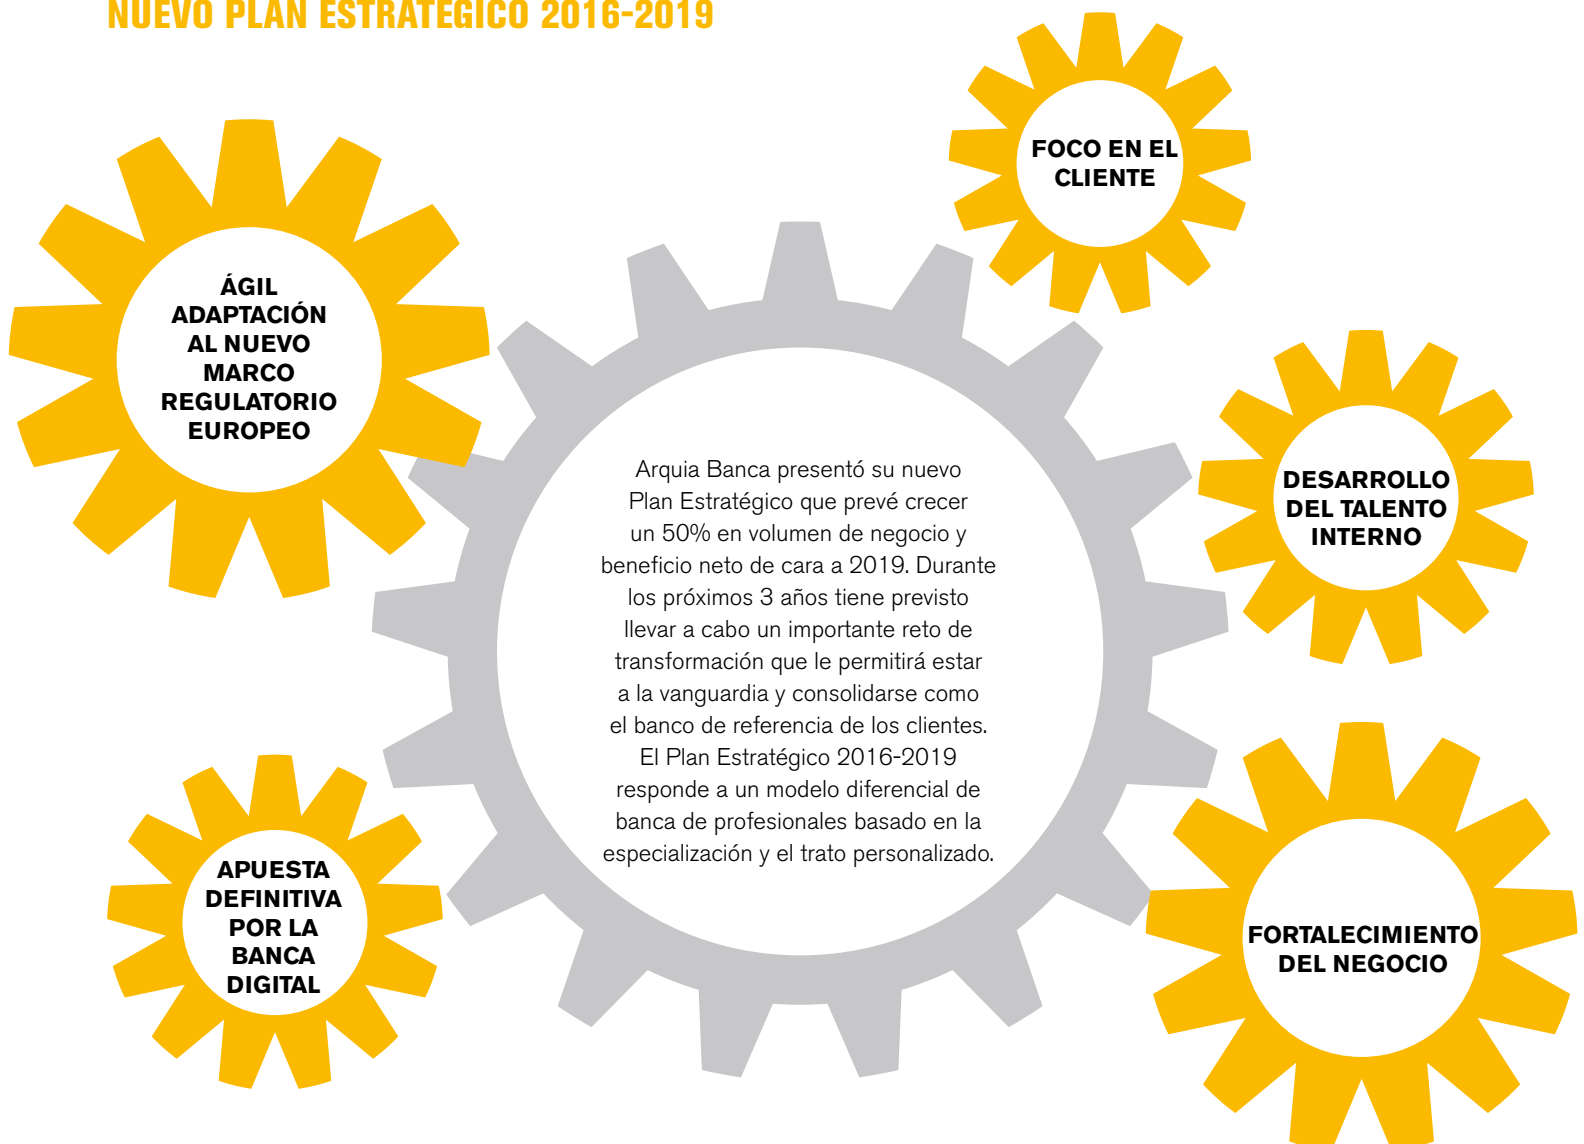 NUEVO PLAN ESTRATÉGICO 2016-2019
FOCO EN EL
CLIENTE
ÁGIL
ADAPTACIÓN
AL NUEVO
MARCO
REGULATORIO
EUROPEO
Arquia Banca presentó su nuevo
Plan Estratégico que prevé crecer
un 50% en volumen de negocio y
beneficio neto de cara a 2019. Durante
los próximos 3 años tiene previsto
llevar a cabo un importante reto de
transformación que le permitirá estar
a la vanguardia y consolidarse como
el banco de referencia de los clientes.
El Plan Estratégico 2016-2019
responde a un modelo diferencial de
banca de profesionales basado en la
especialización y el trato personalizado.
DESARROLLO
DEL TALENTO
INTERNO
APUESTA
DEFINITIVA
POR LA
BANCA
DIGITAL
FORTALECIMIENTO
DEL NEGOCIO